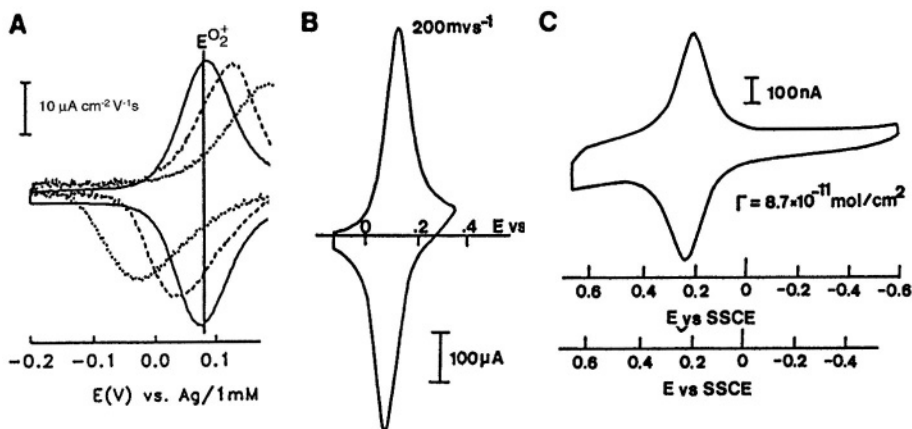 A
E^O₂⁺
10 μA cm⁻² V⁻¹s
-0.2 -0.1 0.0 0.1
E(V) vs. Ag/1mM
B
200mvs⁻¹
0 .2 .4
E vs
100μA
C
100nA
Γ = 8.7×10⁻¹¹ mol/cm²
0.6 0.4 0.2 0 -0.2 -0.4 -0.6
E vs SSCE
0.6 0.4 0.2 0 -0.2 -0.4
E vs SSCE